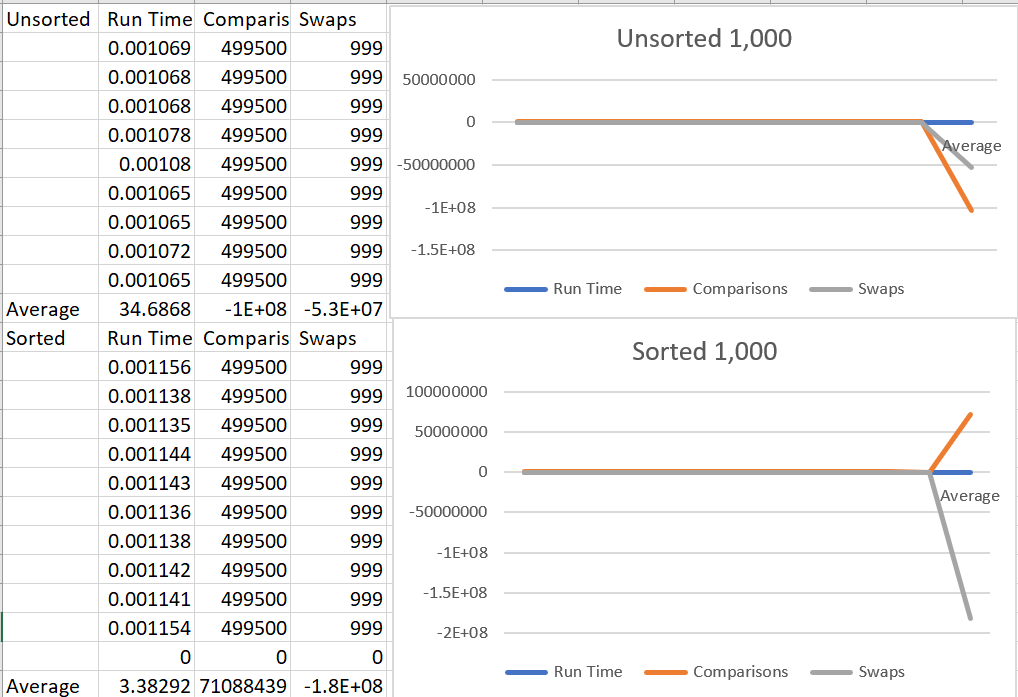 Unsorted Run Time Comparis Swaps
0.001069 499500 999
0.001068 499500 999
0.001068 499500 999
0.001078 499500 999
0.00108 499500 999
0.001065 499500 999
0.001065 499500 999
0.001072 499500 999
0.001065 499500 999
Average 34.6868 -1E+08 -5.3E+07
Sorted Run Time Comparis Swaps
0.001156 499500 999
0.001138 499500 999
0.001135 499500 999
0.001144 499500 999
0.001143 499500 999
0.001136 499500 999
0.001138 499500 999
0.001142 499500 999
0.001141 499500 999
0.001154 499500 999
0 0 0
Average 3.38292 71088439 -1.8E+08
Unsorted 1,000
50000000
0
-50000000
-1E+08
-1.5E+08
Average
Run Time Comparisons Swaps
Sorted 1,000
100000000
50000000
0
-50000000
-1E+08
-1.5E+08
-2E+08
Average
Run Time Comparisons Swaps